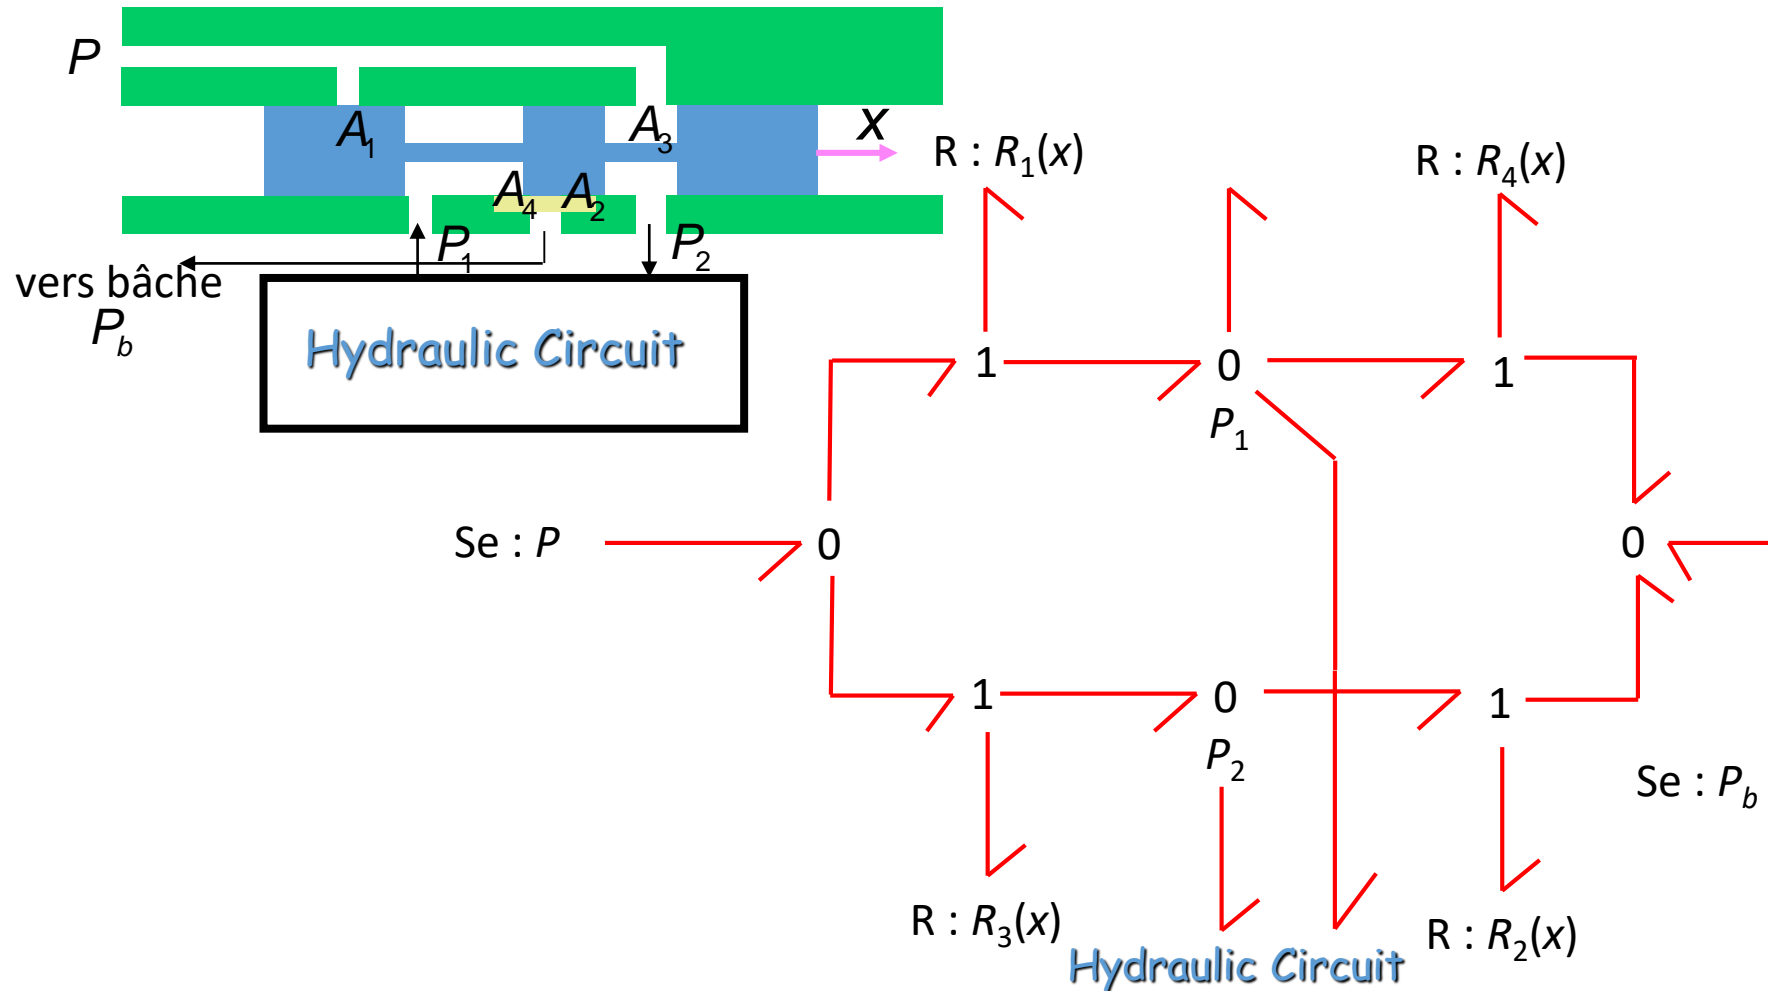 P
A1
A3
x
A4
A2
P1
P2
vers bâche
Pb
Hydraulic Circuit
R : R1(x)
R : R4(x)
1
0
1
P1
Se : P
0
0
1
0
1
P2
Se : Pb
R : R3(x)
R : R2(x)
Hydraulic Circuit